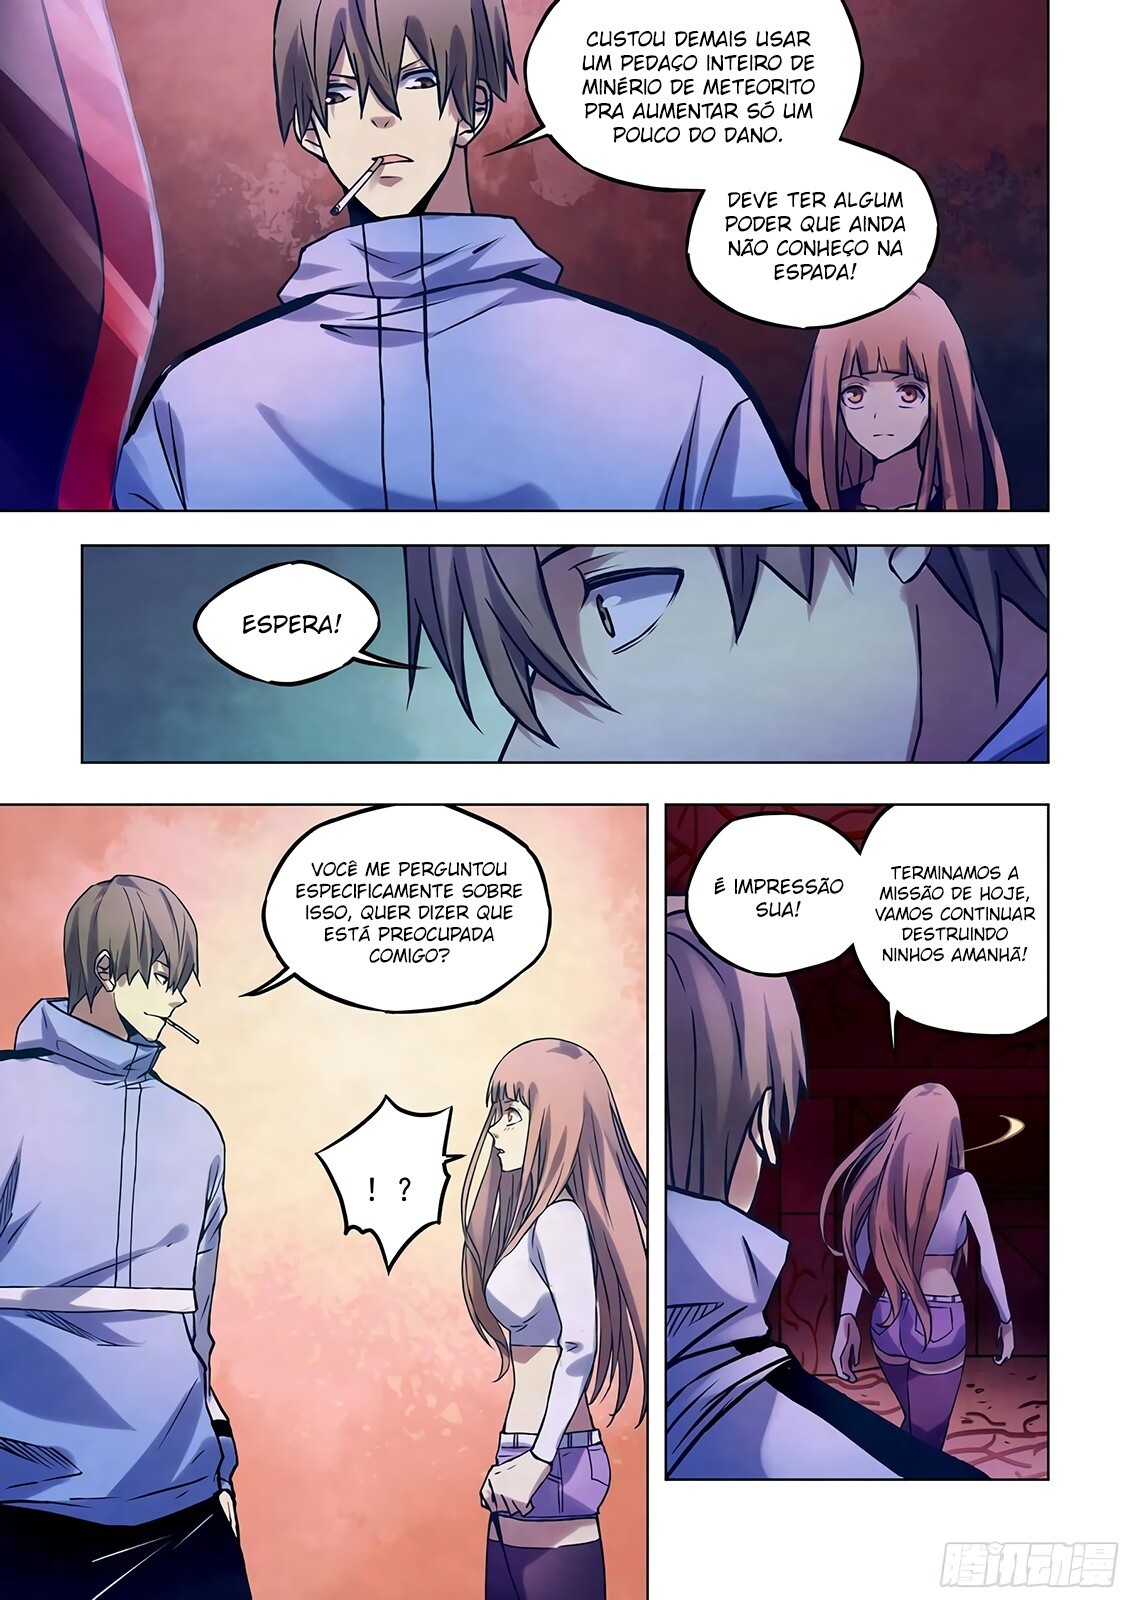 CUSTOU DEMAIS USAR
UM PEDAÇO INTEIRO DE
MINÉRIO DE METEORITO
PRA AUMENTAR SÓ UM
POUCO DO DANO.
DEVE TER ALGUM
PODER QUE AINDA
NÃO CONHEÇO NA
ESPADA!
ESPERA!
VOCÊ ME PERGUNTOU
ESPECIFICAMENTE SOBRE
ISSO, QUER DIZER QUE
ESTÁ PREOCUPADA
COMIGO?
! ?
É IMPRESSÃO
SUA!
TERMINAMOS A
MISSÃO DE HOJE,
VAMOS CONTINUAR
DESTRUINDO
NINHOS AMANHÃ!
腾讯动漫